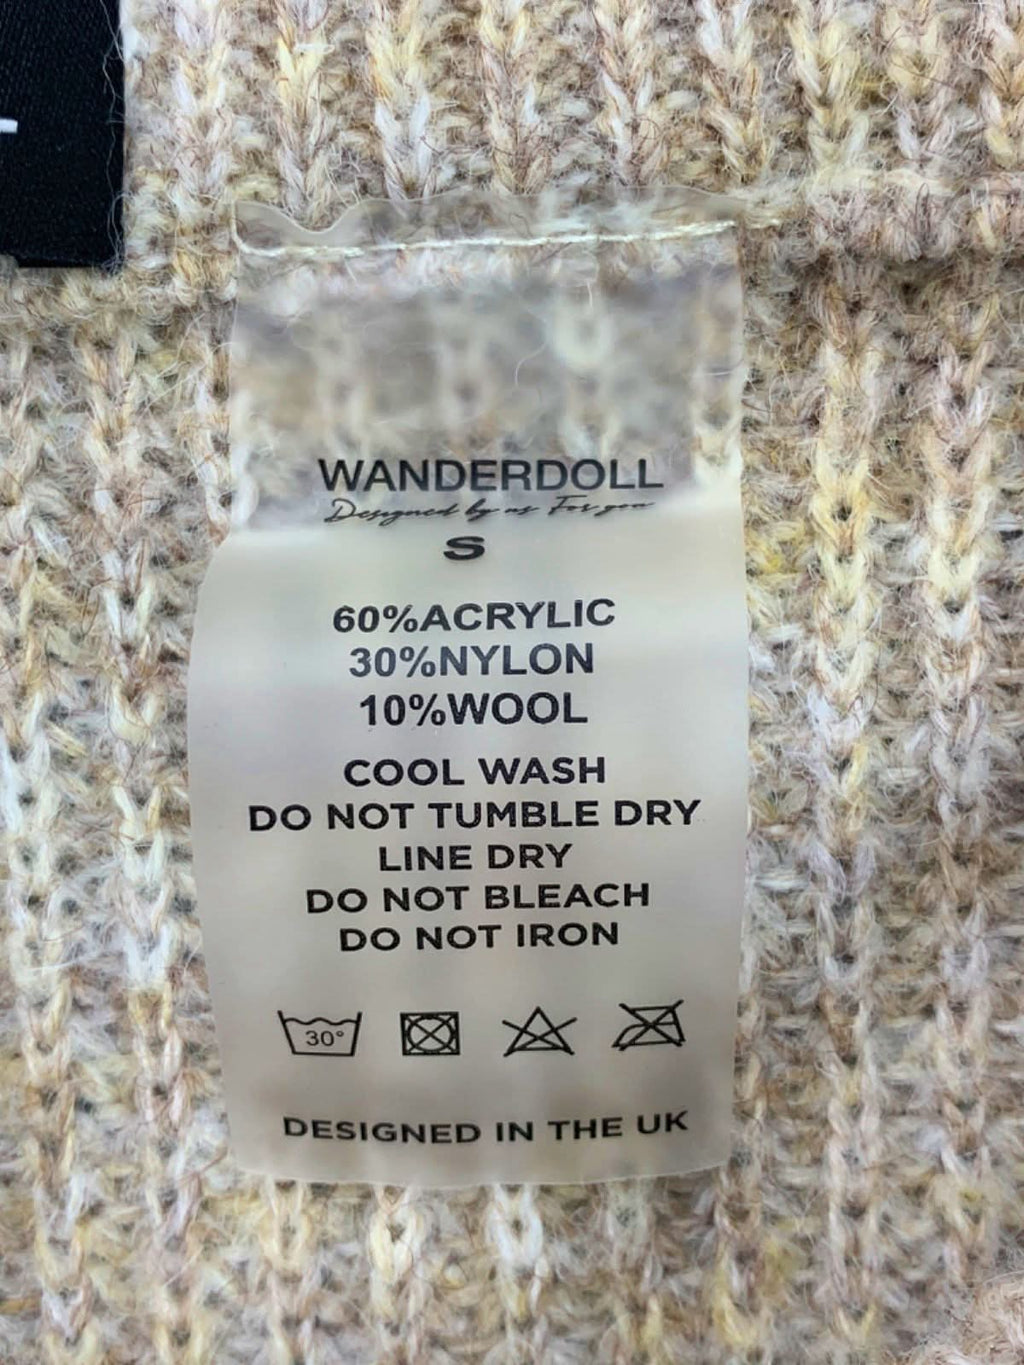 WANDERDOLL
Designed by us For you
S
60%ACRYLIC
30%NYLON
10%WOOL
COOL WASH
DO NOT TUMBLE DRY
LINE DRY
DO NOT BLEACH
DO NOT IRON
30°
DESIGNED IN THE UK